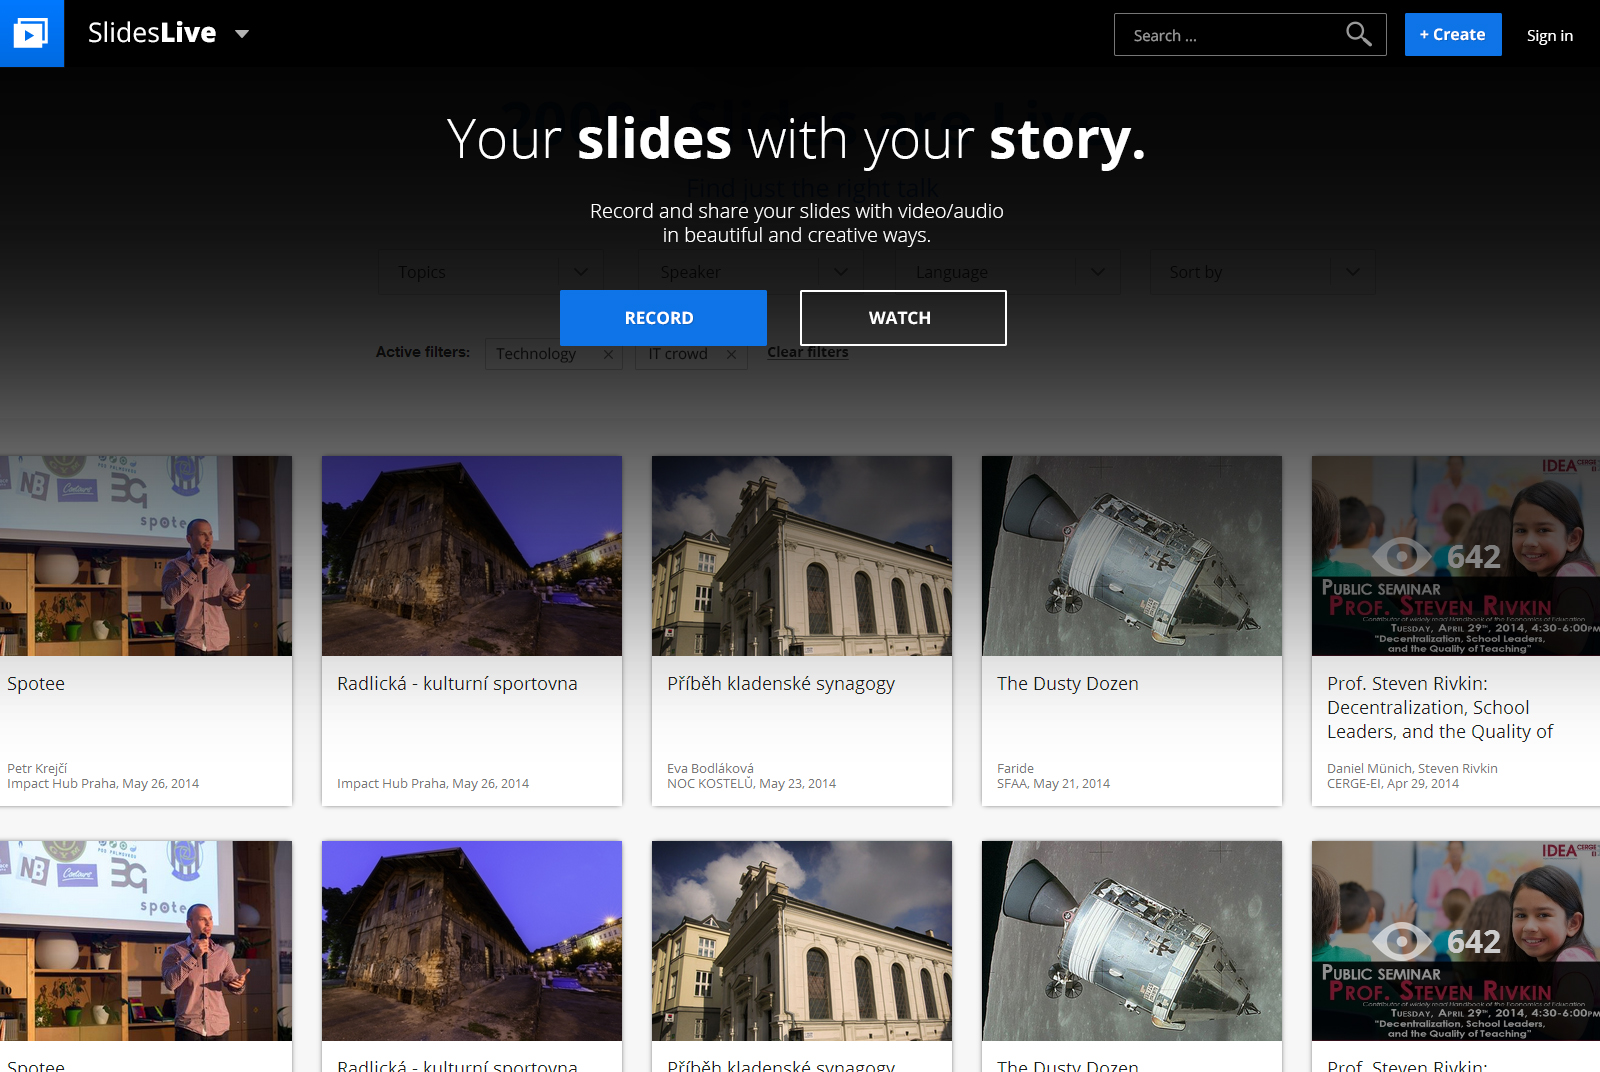 SlidesLive
Search ...
+ Create
Sign in
Your slides with your story.
Find just the right talk
Record and share your slides with video/audio
in beautiful and creative ways.
Topics
Speaker
Language
Sort by
RECORD
WATCH
Active filters:
Technology
IT crowd
Clear filters
NB
Contours
3G
spotee
IDEA CERGE
642
PUBLIC SEMINAR
PROF. STEVEN RIVKIN
Contributor of widely read Handbook of the Economics of Education
TUESDAY, APRIL 29TH, 2014, 4:30-6:00PM
"Decentralization, School Leaders,
and the Quality of Teaching"
Spotee
Radlická - kulturní sportovna
Příběh kladenské synagogy
The Dusty Dozen
Prof. Steven Rivkin:
Decentralization, School
Leaders, and the Quality of
Petr Krejčí
Impact Hub Praha, May 26, 2014
Impact Hub Praha, May 26, 2014
Eva Bodláková
NOC KOSTELŮ, May 23, 2014
Faride
SFAA, May 21, 2014
Daniel Münich, Steven Rivkin
CERGE-EI, Apr 29, 2014
GYM
NB
Contours
3G
spotee
IDEA CERGE
642
PUBLIC SEMINAR
PROF. STEVEN RIVKIN
Contributor of widely read Handbook of the Economics of Education
TUESDAY, APRIL 29TH, 2014, 4:30-6:00PM
"Decentralization, School Leaders,
and the Quality of Teaching"
Spotee
Radlická - kulturní sportovna
Příběh kladenské synagogy
The Dusty Dozen
Prof. Steven Rivkin: